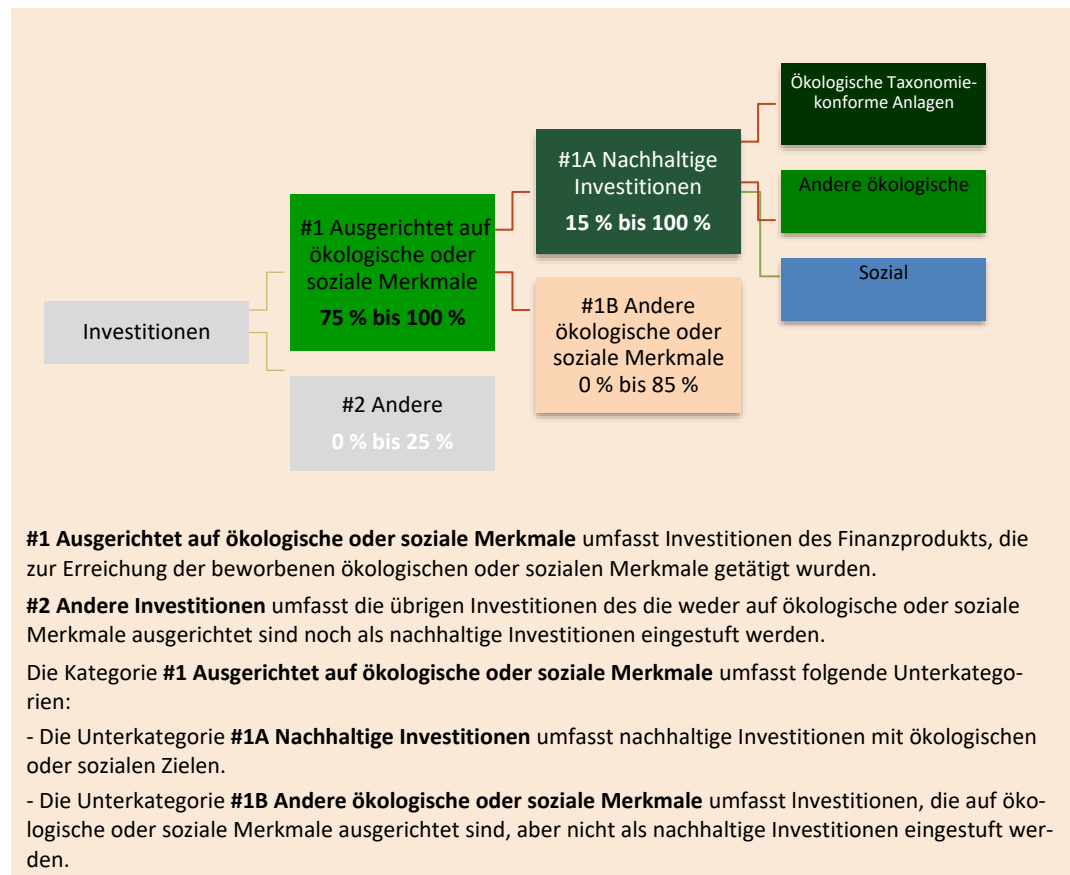 Ökologische Taxonomie-
konforme Anlagen
#1A Nachhaltige
Investitionen
15 % bis 100 %
Andere ökologische
#1 Ausgerichtet auf
ökologische oder
soziale Merkmale
75 % bis 100 %
Sozial
#1B Andere
ökologische oder
soziale Merkmale
0 % bis 85 %
Investitionen
#2 Andere
0 % bis 25 %
#1 Ausgerichtet auf ökologische oder soziale Merkmale umfasst Investitionen des Finanzprodukts, die
zur Erreichung der beworbenen ökologischen oder sozialen Merkmale getätigt wurden.
#2 Andere Investitionen umfasst die übrigen Investitionen des die weder auf ökologische oder soziale
Merkmale ausgerichtet sind noch als nachhaltige Investitionen eingestuft werden.
Die Kategorie #1 Ausgerichtet auf ökologische oder soziale Merkmale umfasst folgende Unterkatego-
rien:
- Die Unterkategorie #1A Nachhaltige Investitionen umfasst nachhaltige Investitionen mit ökologischen
oder sozialen Zielen.
- Die Unterkategorie #1B Andere ökologische oder soziale Merkmale umfasst lnvestitionen, die auf öko-
logische oder soziale Merkmale ausgerichtet sind, aber nicht als nachhaltige Investitionen eingestuft wer-
den.